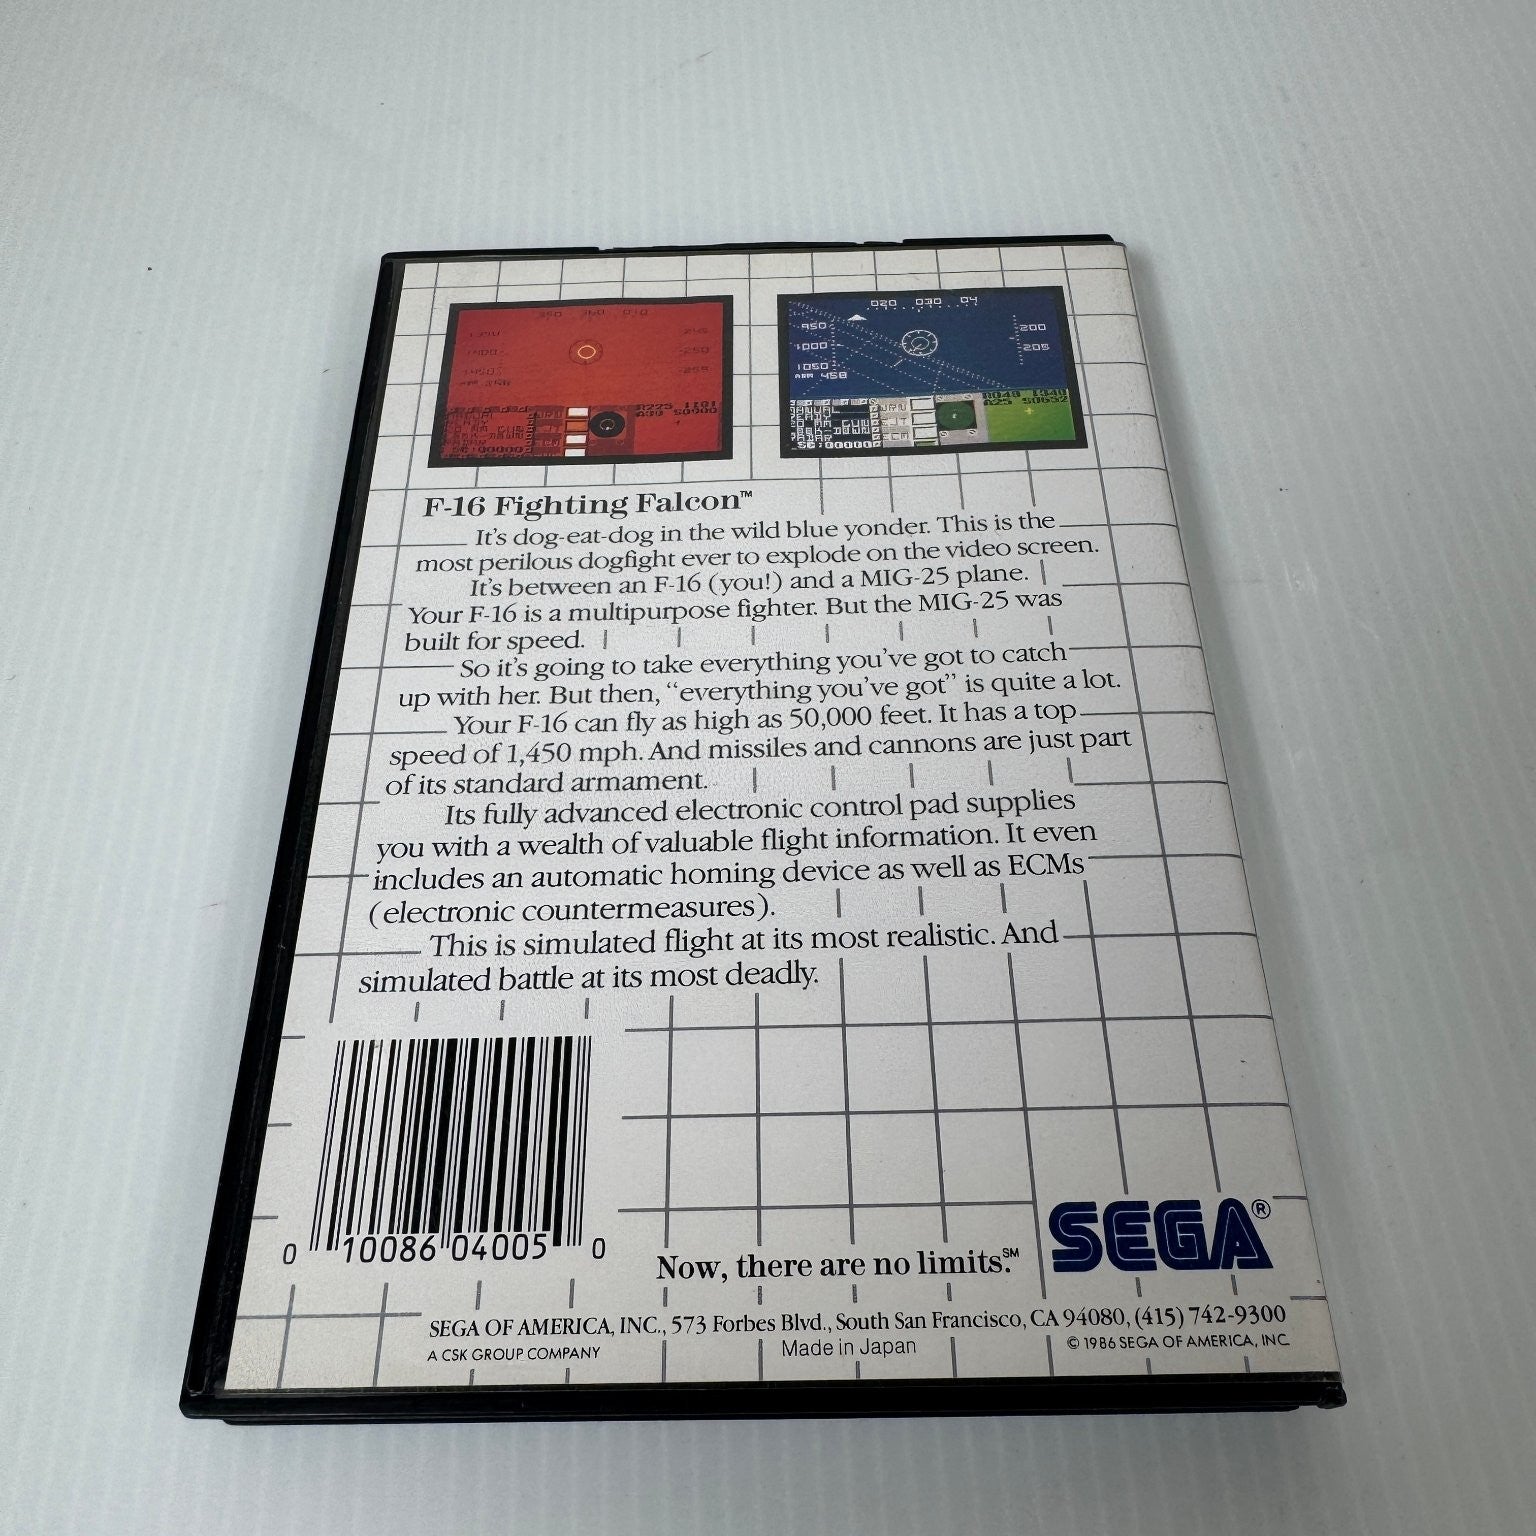 020 030 04
950
1000
1050
458
200
205
F-16 Fighting Falcon™
It's dog-eat-dog in the wild blue yonder. This is the
most perilous dogfight ever to explode on the video screen.
It's between an F-16 (you!) and a MIG-25 plane.
Your F-16 is a multipurpose fighter. But the MIG-25 was
built for speed.
So it's going to take everything you've got to catch
up with her. But then, "everything you've got" is quite a lot.
Your F-16 can fly as high as 50,000 feet. It has a top
speed of 1,450 mph. And missiles and cannons are just part
of its standard armament.
Its fully advanced electronic control pad supplies
you with a wealth of valuable flight information. It even
includes an automatic homing device as well as ECMs
(electronic countermeasures).
This is simulated flight at its most realistic. And
simulated battle at its most deadly.
0 10086 04005 0
Now, there are no limits.℠
SEGA®
SEGA OF AMERICA, INC., 573 Forbes Blvd., South San Francisco, CA 94080, (415) 742-9300
A CSK GROUP COMPANY
Made in Japan
© 1986 SEGA OF AMERICA, INC.